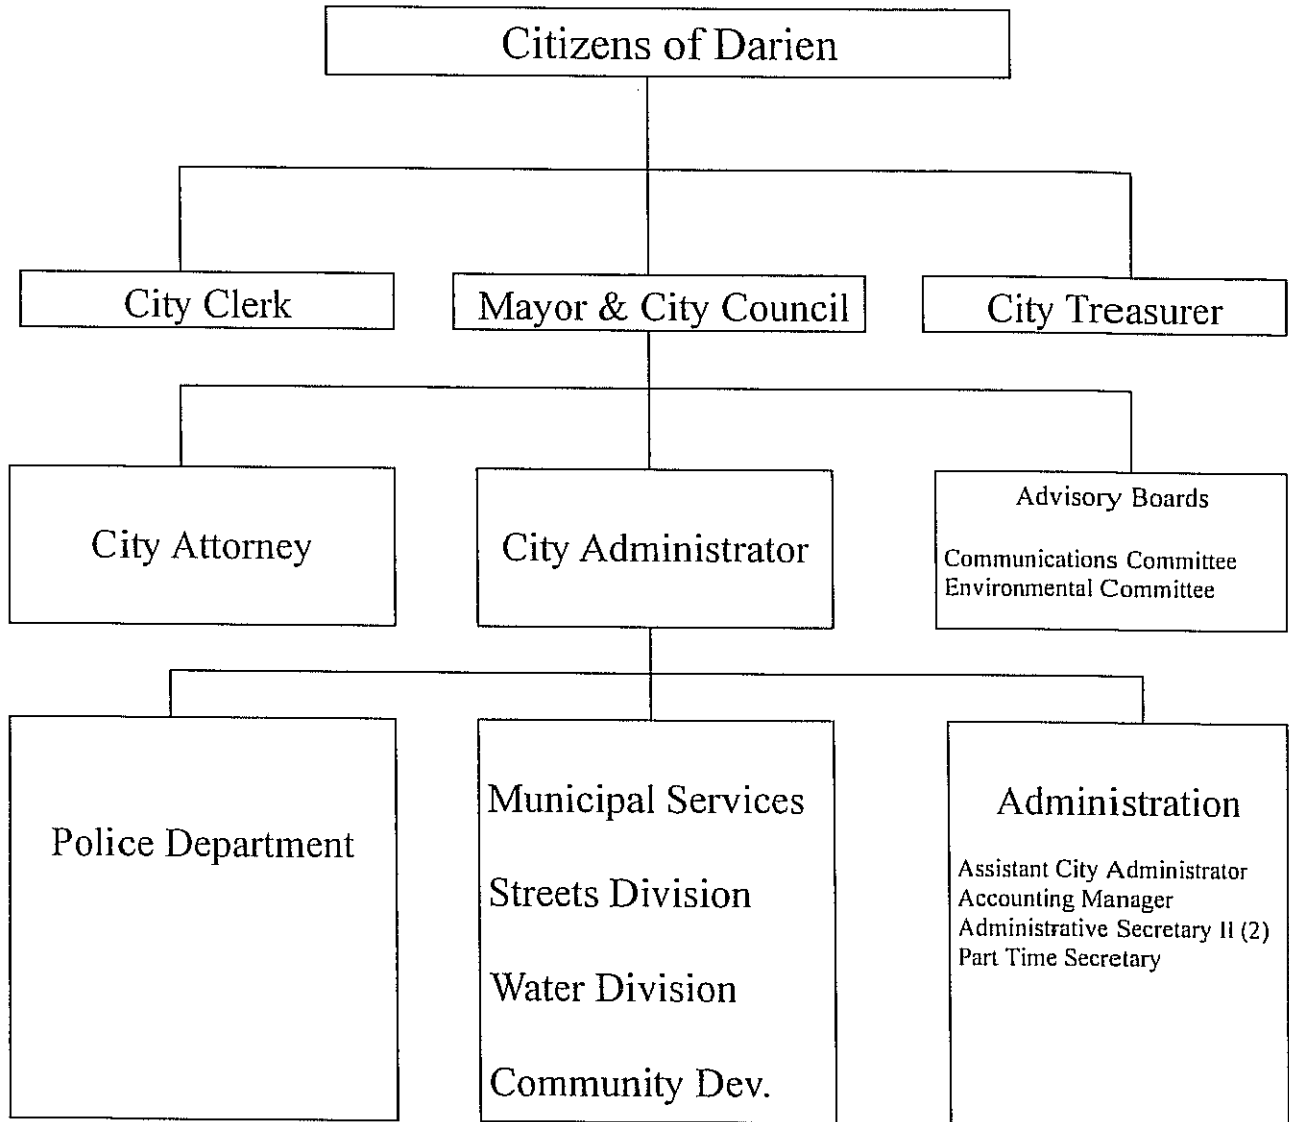 Citizens of Darien
City Clerk
Mayor & City Council
City Treasurer
City Attorney
City Administrator
Advisory Boards
Communications Committee
Environmental Committee
Police Department
Municipal Services
Streets Division
Water Division
Community Dev.
Administration
Assistant City Administrator
Accounting Manager
Administrative Secretary II (2)
Part Time Secretary